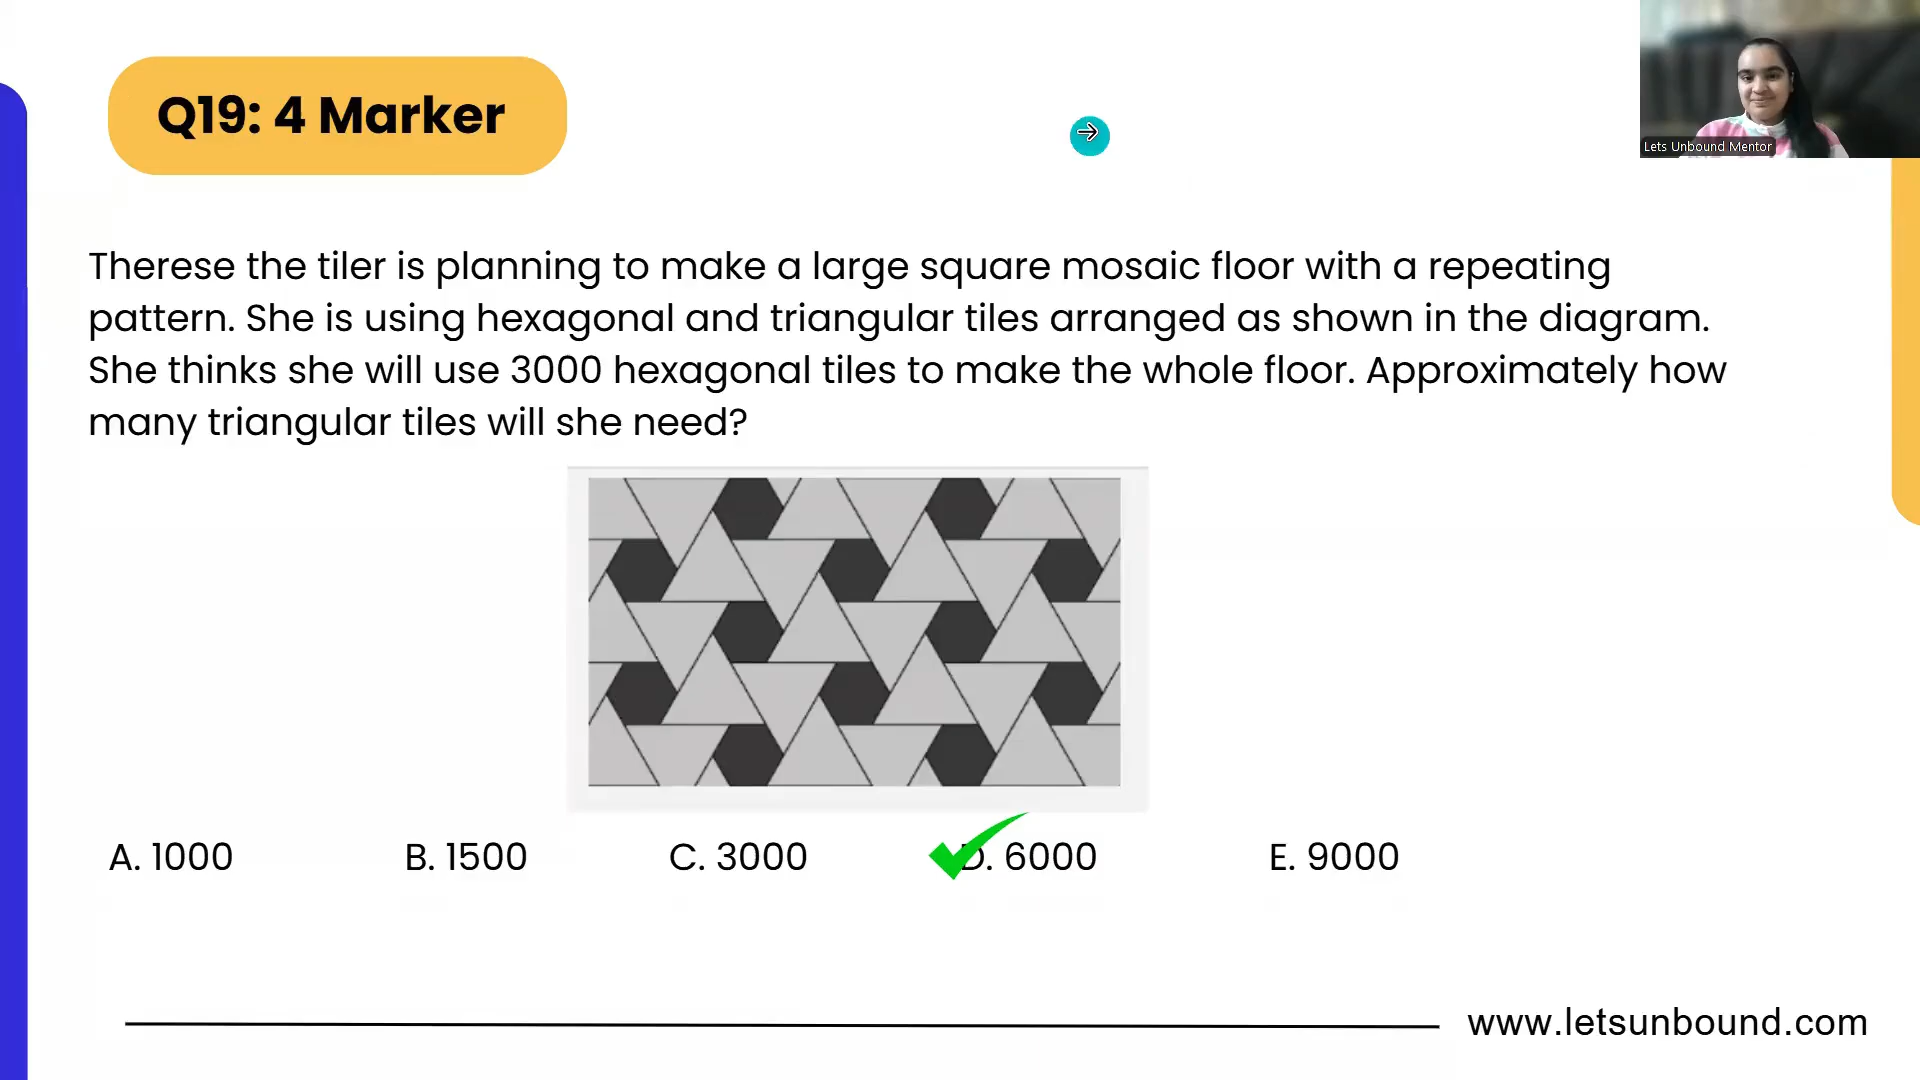 Q19: 4 Marker
Lets Unbound Mentor
Therese the tiler is planning to make a large square mosaic floor with a repeating
pattern. She is using hexagonal and triangular tiles arranged as shown in the diagram.
She thinks she will use 3000 hexagonal tiles to make the whole floor. Approximately how
many triangular tiles will she need?
A. 1000 B. 1500 C. 3000 D. 6000 E. 9000
www.letsunbound.com